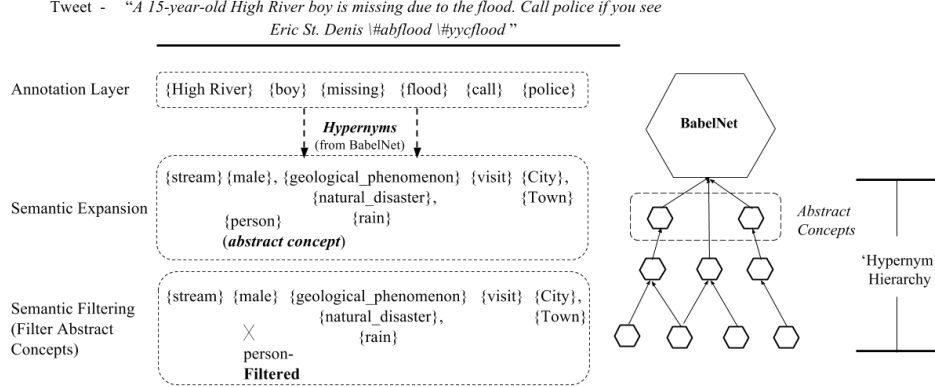 Tweet - “A 15-year-old High River boy is missing due to the flood. Call police if you see
Eric St. Denis \#abflood \#yycflood ”
Annotation Layer
{High River} {boy} {missing} {flood} {call} {police}
Hypernyms
(from BabelNet)
Semantic Expansion
{stream} {male}, {geological_phenomenon} {visit} {City},
{natural_disaster}, {Town}
{person} {rain}
(abstract concept)
Semantic Filtering
(Filter Abstract
Concepts)
{stream} {male} {geological_phenomenon} {visit} {City},
{natural_disaster}, {Town}
{rain}
person-
Filtered
BabelNet
Abstract
Concepts
‘Hypernym’
Hierarchy